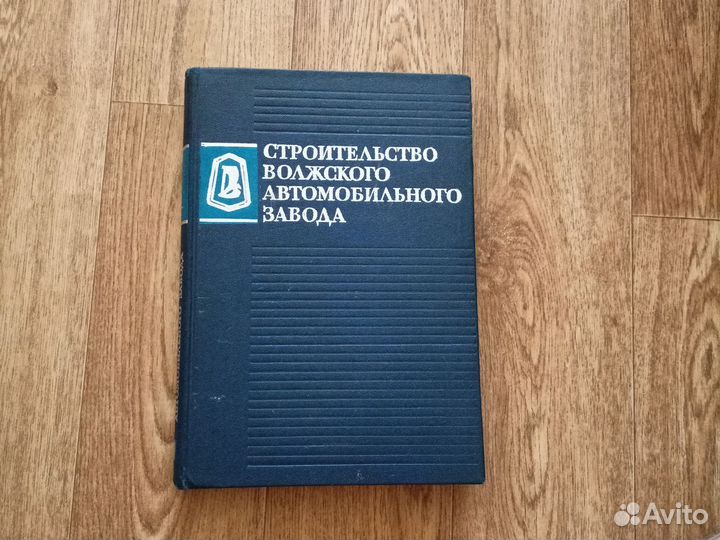 СТРОИТЕЛЬСТВО
ВОЛЖСКОГО
АВТОМОБИЛЬНОГО
ЗАВОДА
Avito